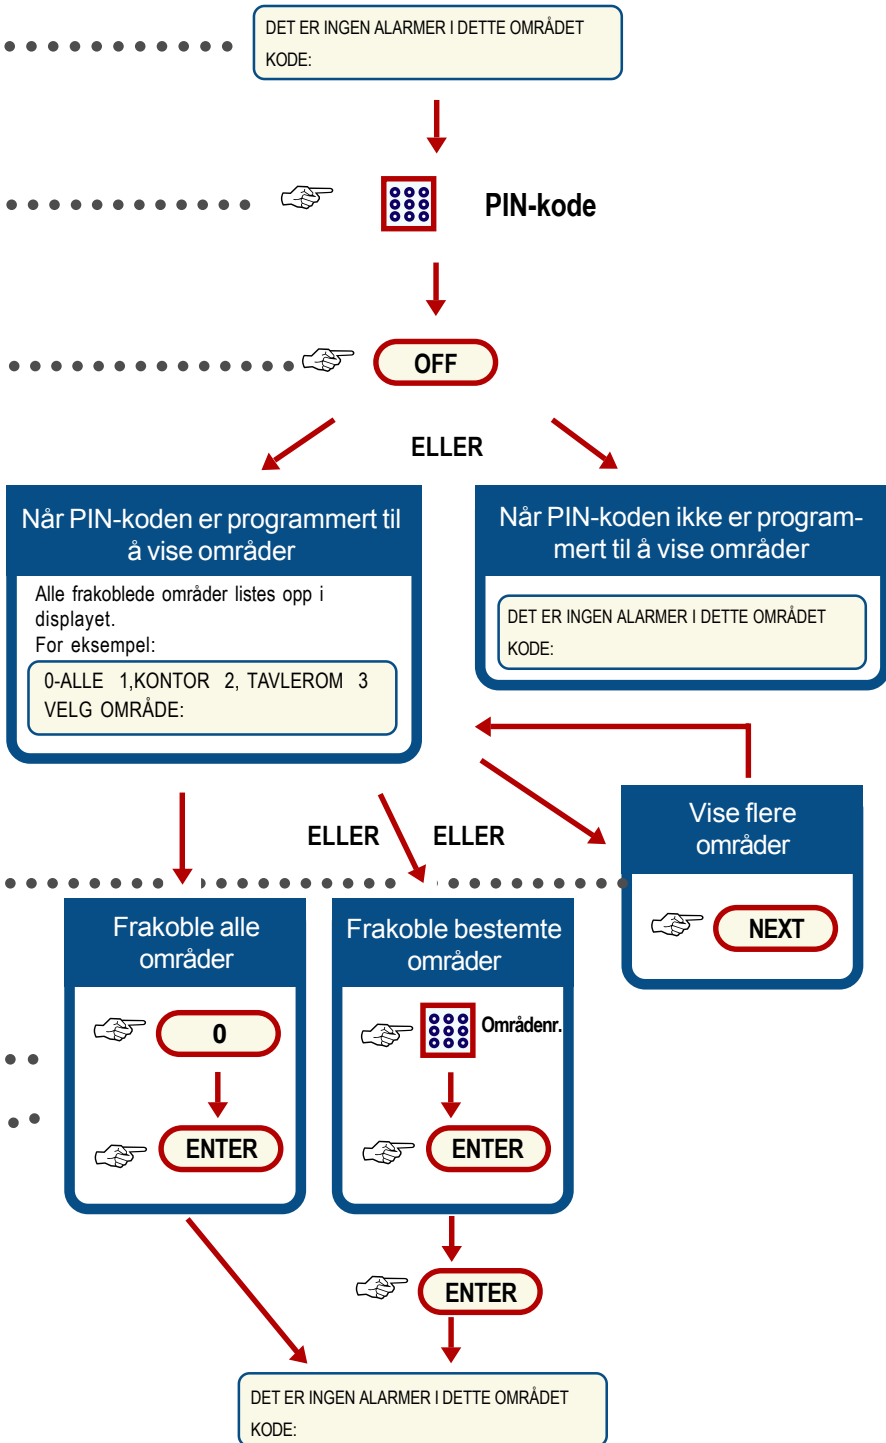 DET ER INGEN ALARMER I DETTE OMRÅDET
KODE:
PIN-kode
OFF
ELLER
Når PIN-koden er programmert til
å vise områder
Alle frakoblede områder listes opp i
displayet.
For eksempel:
0-ALLE 1,KONTOR 2, TAVLEROM 3
VELG OMRÅDE:
Når PIN-koden ikke er program-
mert til å vise områder
DET ER INGEN ALARMER I DETTE OMRÅDET
KODE:
Vise flere
områder
NEXT
ELLER ELLER
Frakoble alle
områder
0
ENTER
Frakoble bestemte
områder
Områdenr.
ENTER
ENTER
DET ER INGEN ALARMER I DETTE OMRÅDET
KODE: